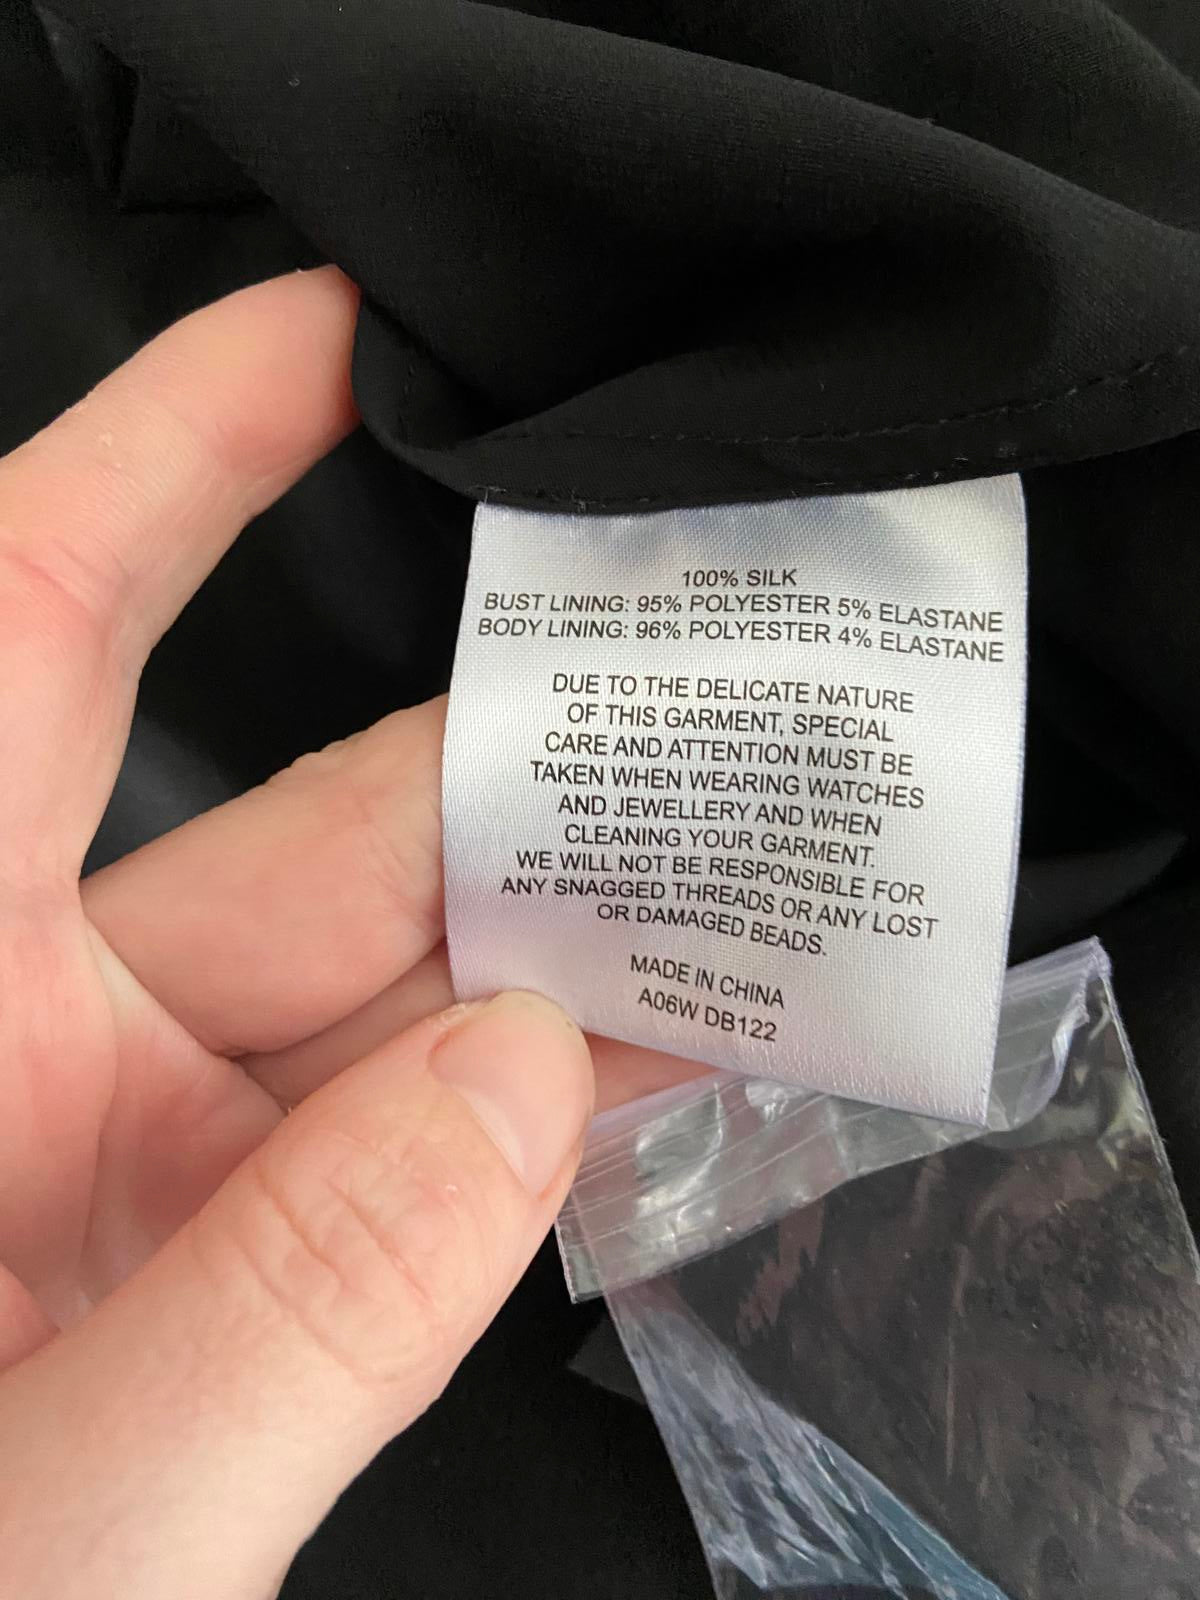 100% SILK
BUST LINING: 95% POLYESTER 5% ELASTANE
BODY LINING: 96% POLYESTER 4% ELASTANE
DUE TO THE DELICATE NATURE
OF THIS GARMENT, SPECIAL
CARE AND ATTENTION MUST BE
TAKEN WHEN WEARING WATCHES
AND JEWELLERY AND WHEN
CLEANING YOUR GARMENT.
WE WILL NOT BE RESPONSIBLE FOR
ANY SNAGGED THREADS OR ANY LOST
OR DAMAGED BEADS.
MADE IN CHINA
A06W DB122